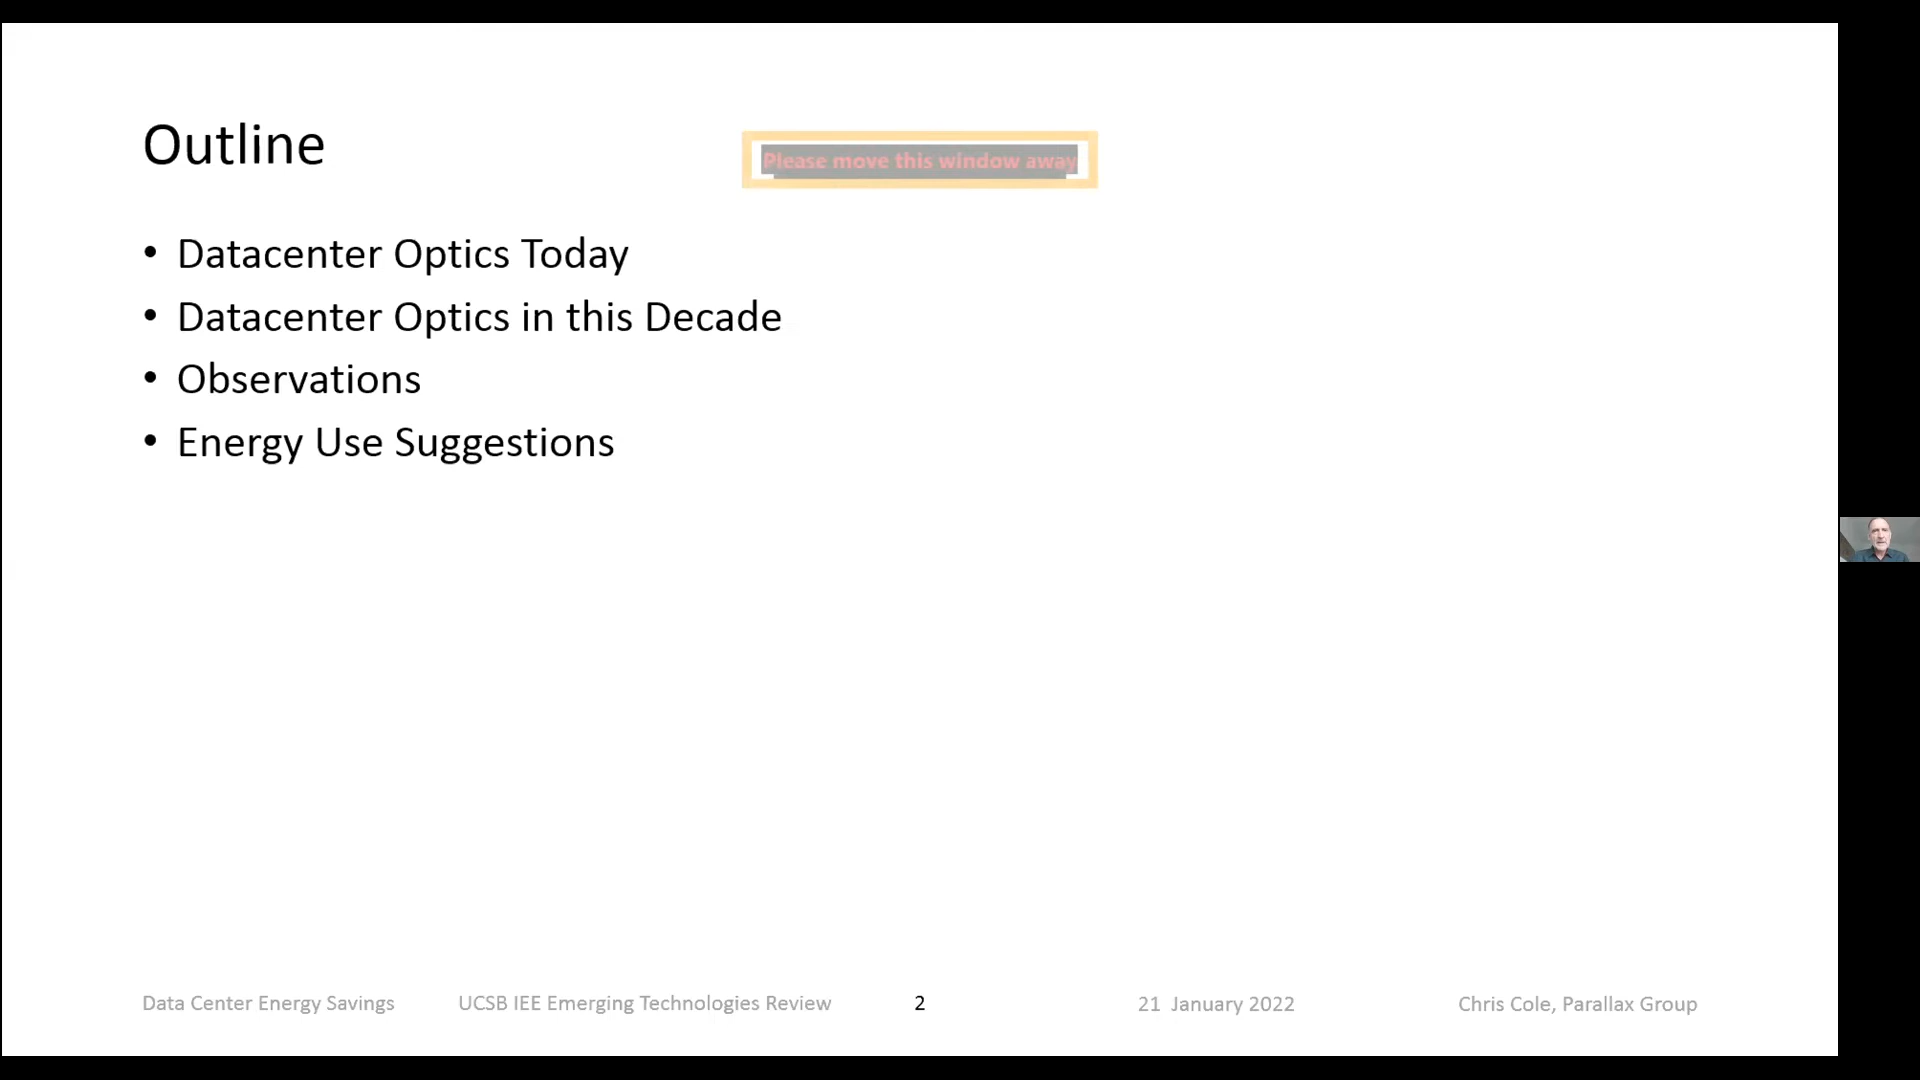 Outline
Please move this window away
• Datacenter Optics Today
• Datacenter Optics in this Decade
• Observations
• Energy Use Suggestions
Data Center Energy Savings UCSB IEE Emerging Technologies Review 2 21 January 2022 Chris Cole, Parallax Group